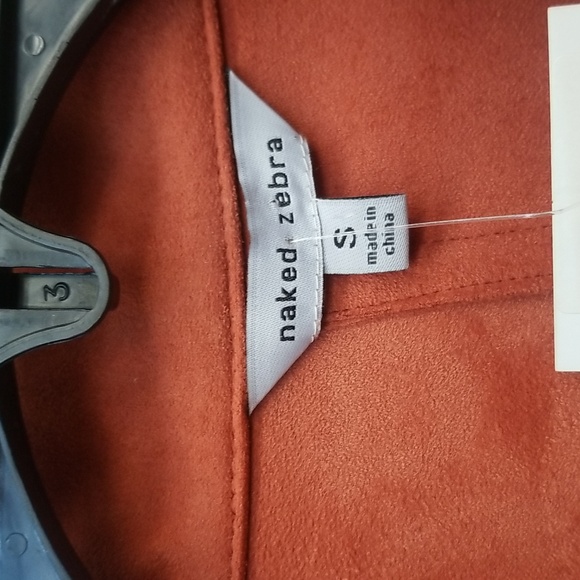 naked zebra
S
made in
china
3